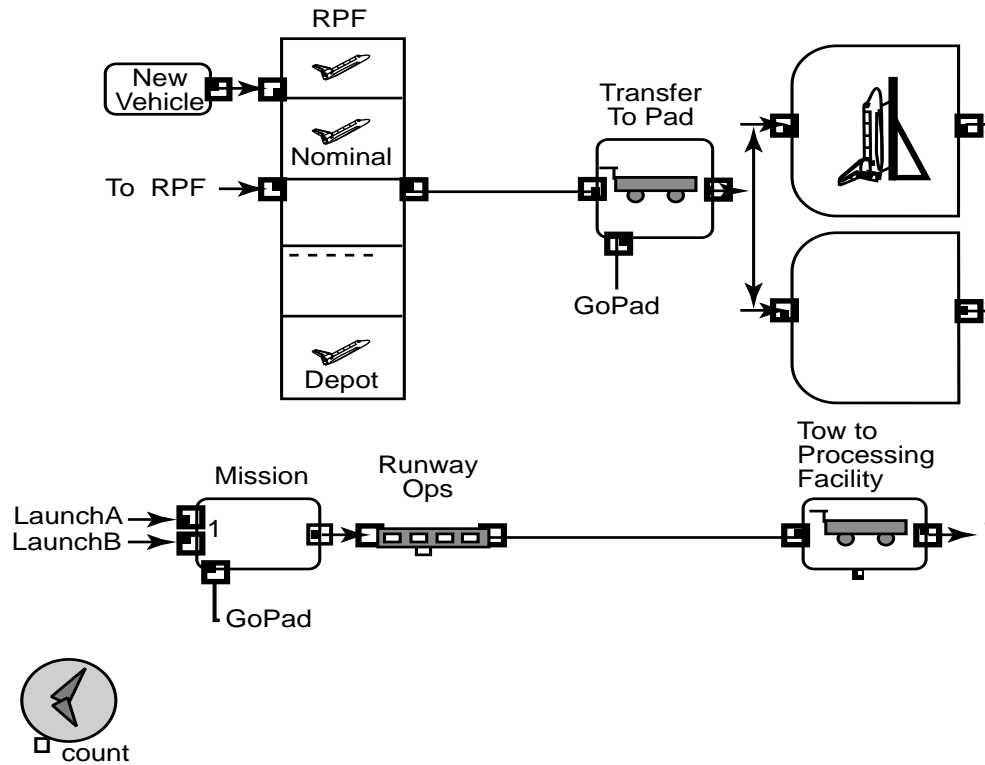 RPF
New
Vehicle
Transfer
To Pad
Nominal
To RPF
GoPad
Depot
Tow to
Processing
Facility
Mission
Runway
Ops
LaunchA
1
LaunchB
GoPad
count